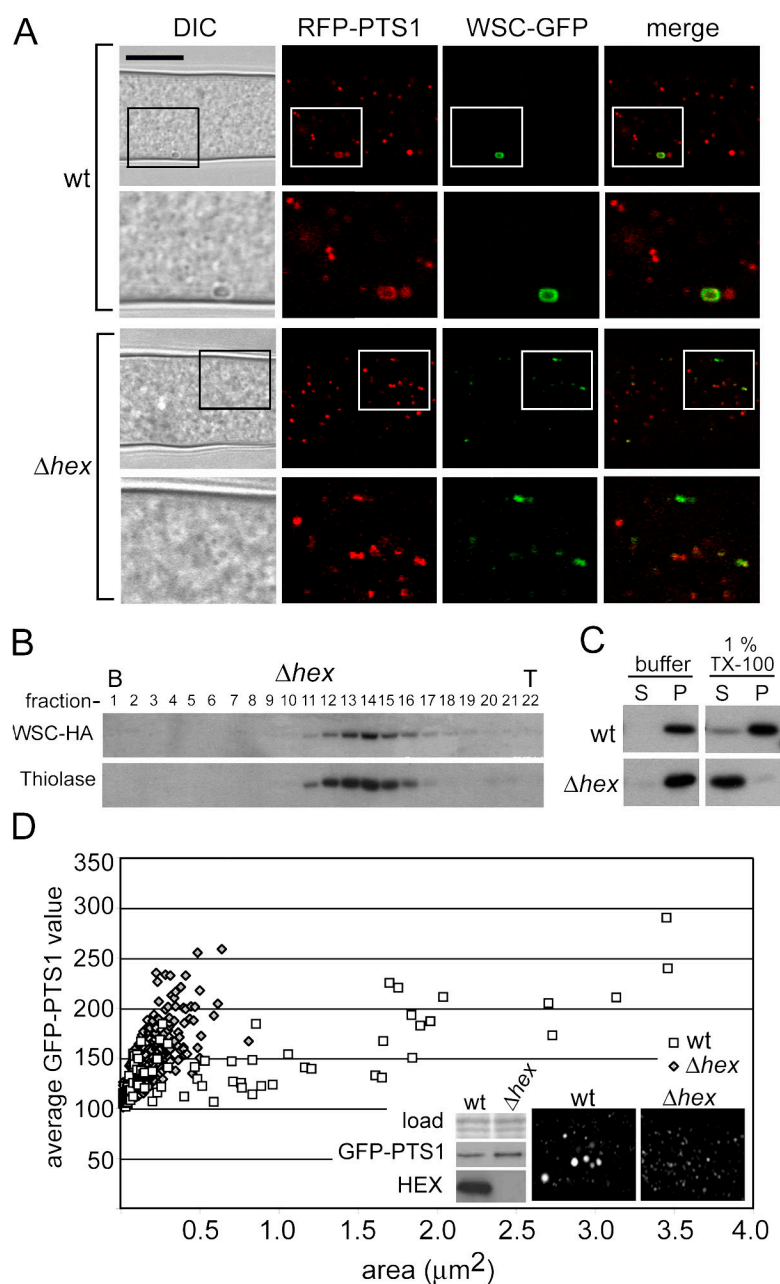 A
DIC RFP-PTS1 WSC-GFP merge
wt
Δhex
B
B Δhex T
fraction- 1 2 3 4 5 6 7 8 9 10 11 12 13 14 15 16 17 18 19 20 21 22
WSC-HA
Thiolase
C
buffer 1 % TX-100
S P S P
wt
Δhex
D
350
300
250
200
150
100
50
average GFP-PTS1 value
wt
Δhex
wt Δhex wt Δhex
load
GFP-PTS1
HEX
0.5 1.0 1.5 2.0 2.5 3.0 3.5 4.0
area (μm²)